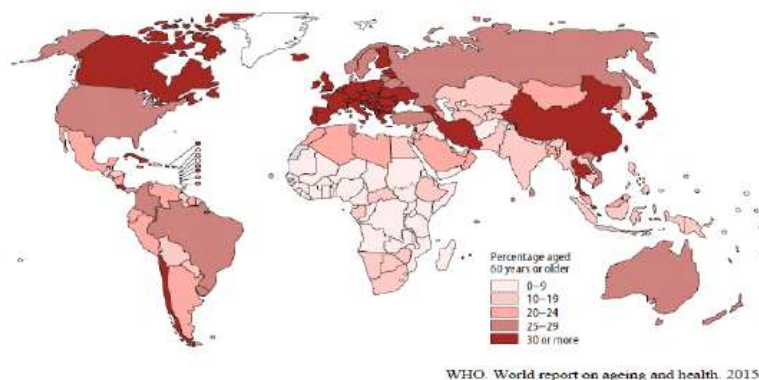 Percentage aged
60 years or older
0–9
10–19
20–24
25–29
30 or more
WHO. World report on ageing and health. 2015